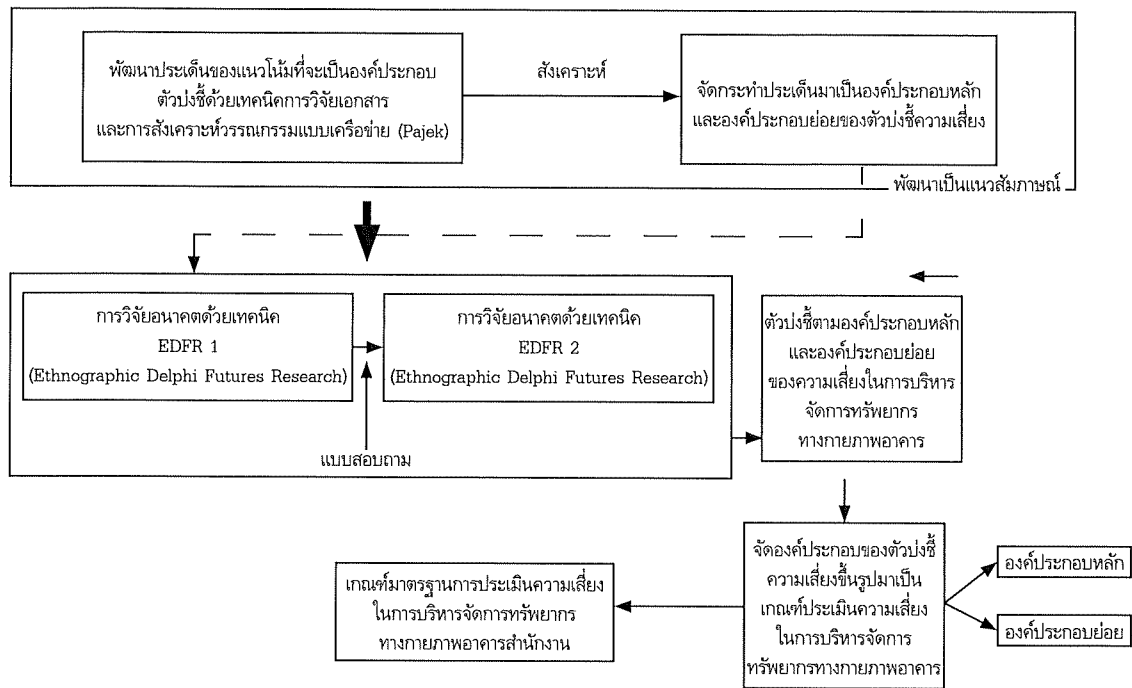 พัฒนาประเด็นของแนวโน้มที่จะเป็นองค์ประกอบ
ตัวบ่งชี้ด้วยเทคนิคการวิจัยเอกสาร
และการสังเคราะห์วรรณกรรมแบบเครือข่าย (Pajek)
สังเคราะห์
จัดกระทำประเด็นมาเป็นองค์ประกอบหลัก
และองค์ประกอบย่อยของตัวบ่งชี้ความเสี่ยง
พัฒนาเป็นแนวสัมภาษณ์
การวิจัยอนาคตด้วยเทคนิค
EDFR 1
(Ethnographic Delphi Futures Research)
การวิจัยอนาคตด้วยเทคนิค
EDFR 2
(Ethnographic Delphi Futures Research)
แบบสอบถาม
ตัวบ่งชี้ตามองค์ประกอบหลัก
และองค์ประกอบย่อย
ของความเสี่ยงในการบริหาร
จัดการทรัพยากร
ทางกายภาพอาคาร
จัดองค์ประกอบของตัวบ่งชี้
ความเสี่ยงขึ้นรูปมาเป็น
เกณฑ์ประเมินความเสี่ยง
ในการบริหารจัดการ
ทรัพยากรทางกายภาพอาคาร
องค์ประกอบหลัก
องค์ประกอบย่อย
เกณฑ์มาตรฐานการประเมินความเสี่ยง
ในการบริหารจัดการทรัพยากร
ทางกายภาพอาคารสำนักงาน